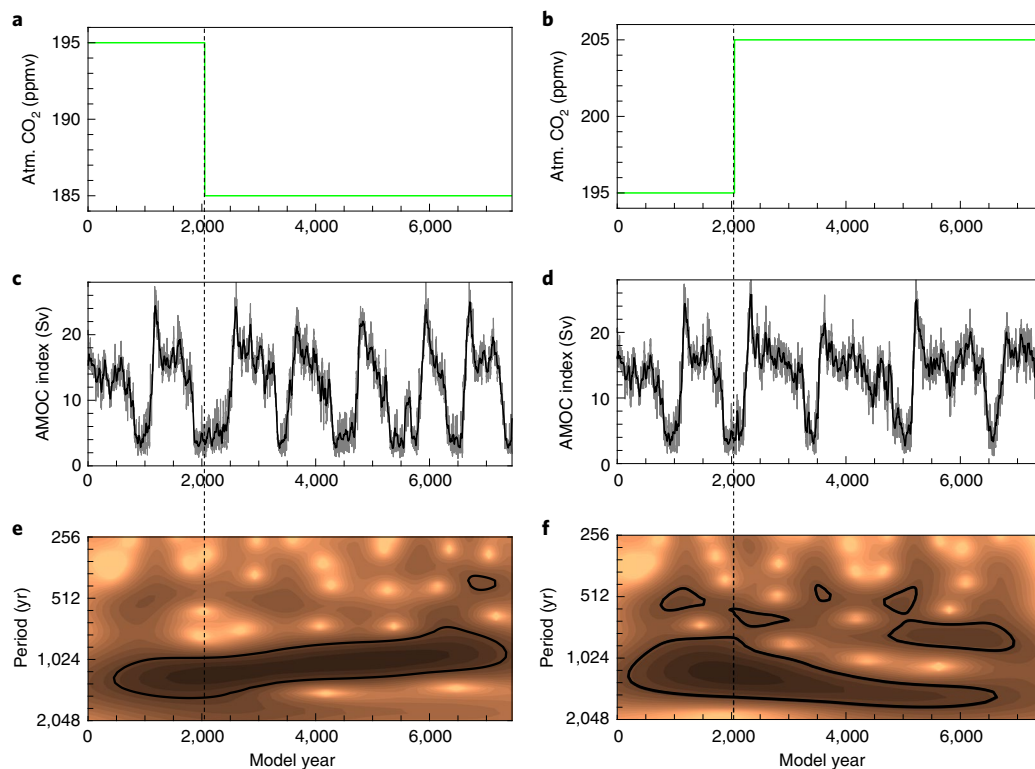 a
195
190
185
Atm. CO₂ (ppmv)
0 2,000 4,000 6,000
b
205
200
195
Atm. CO₂ (ppmv)
0 2,000 4,000 6,000
c
20
10
0
AMOC index (Sv)
0 2,000 4,000 6,000
d
20
10
0
AMOC index (Sv)
0 2,000 4,000 6,000
e
256
512
1,024
2,048
Period (yr)
0 2,000 4,000 6,000
Model year
f
256
512
1,024
2,048
Period (yr)
0 2,000 4,000 6,000
Model year